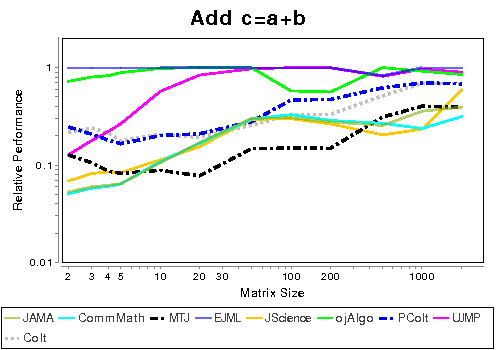 Add c=a+b
Relative Performance
1
0.1
0.01
2 3 4 5 10 20 30 100 200 1000
Matrix Size
JAMA CommMath MTJ EJML JScience ojAlgo PColt UJMP
Colt